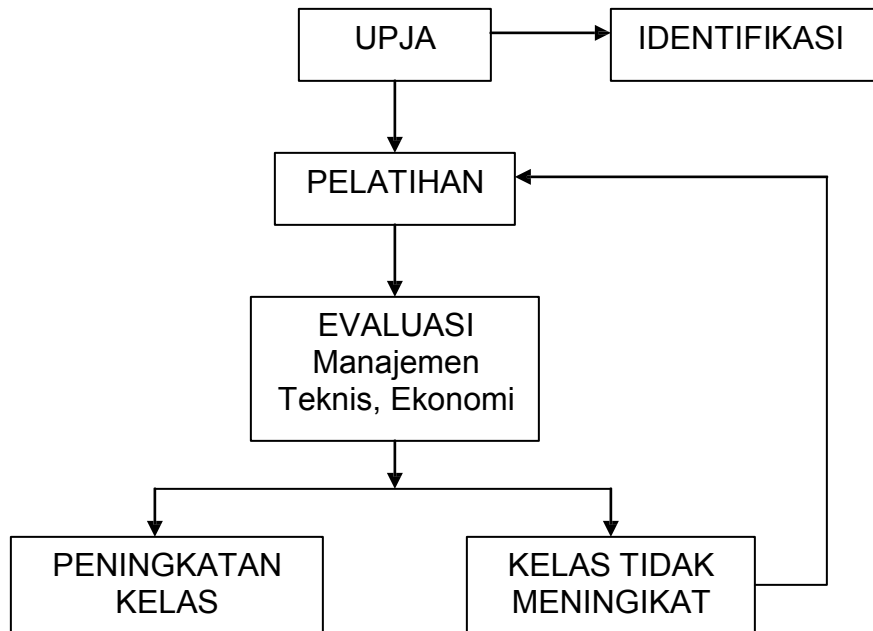 UPJA
IDENTIFIKASI
PELATIHAN
EVALUASI
Manajemen
Teknis, Ekonomi
PENINGKATAN
KELAS
KELAS TIDAK
MENINGIKAT